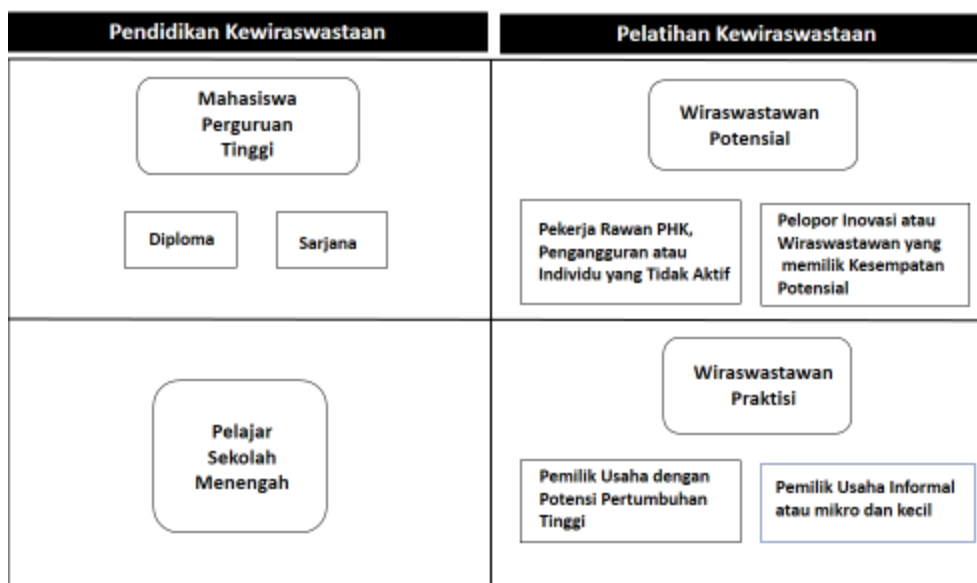 Pendidikan Kewiraswastaan
Pelatihan Kewiraswastaan
Mahasiswa
Perguruan
Tinggi
Diploma
Sarjana
Wiraswastawan
Potensial
Pekerja Rawan PHK,
Pengangguran atau
Individu yang Tidak Aktif
Pelopor Inovasi atau
Wiraswastawan yang
memilik Kesempatan
Potensial
Pelajar
Sekolah
Menengah
Wiraswastawan
Praktisi
Pemilik Usaha dengan
Potensi Pertumbuhan
Tinggi
Pemilik Usaha Informal
atau mikro dan kecil